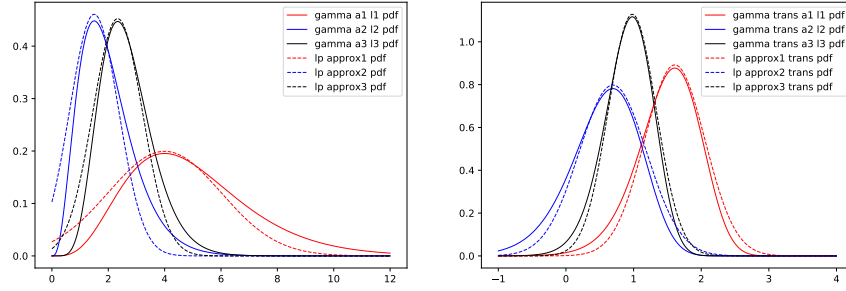 gamma a1 l1 pdf
gamma a2 l2 pdf
gamma a3 l3 pdf
lp approx1 pdf
lp approx2 pdf
lp approx3 pdf
0.4
0.3
0.2
0.1
0.0
0 2 4 6 8 10 12
gamma trans a1 l1 pdf
gamma trans a2 l2 pdf
gamma trans a3 l3 pdf
lp approx1 trans pdf
lp approx2 trans pdf
lp approx3 trans pdf
1.0
0.8
0.6
0.4
0.2
0.0
−1 0 1 2 3 4